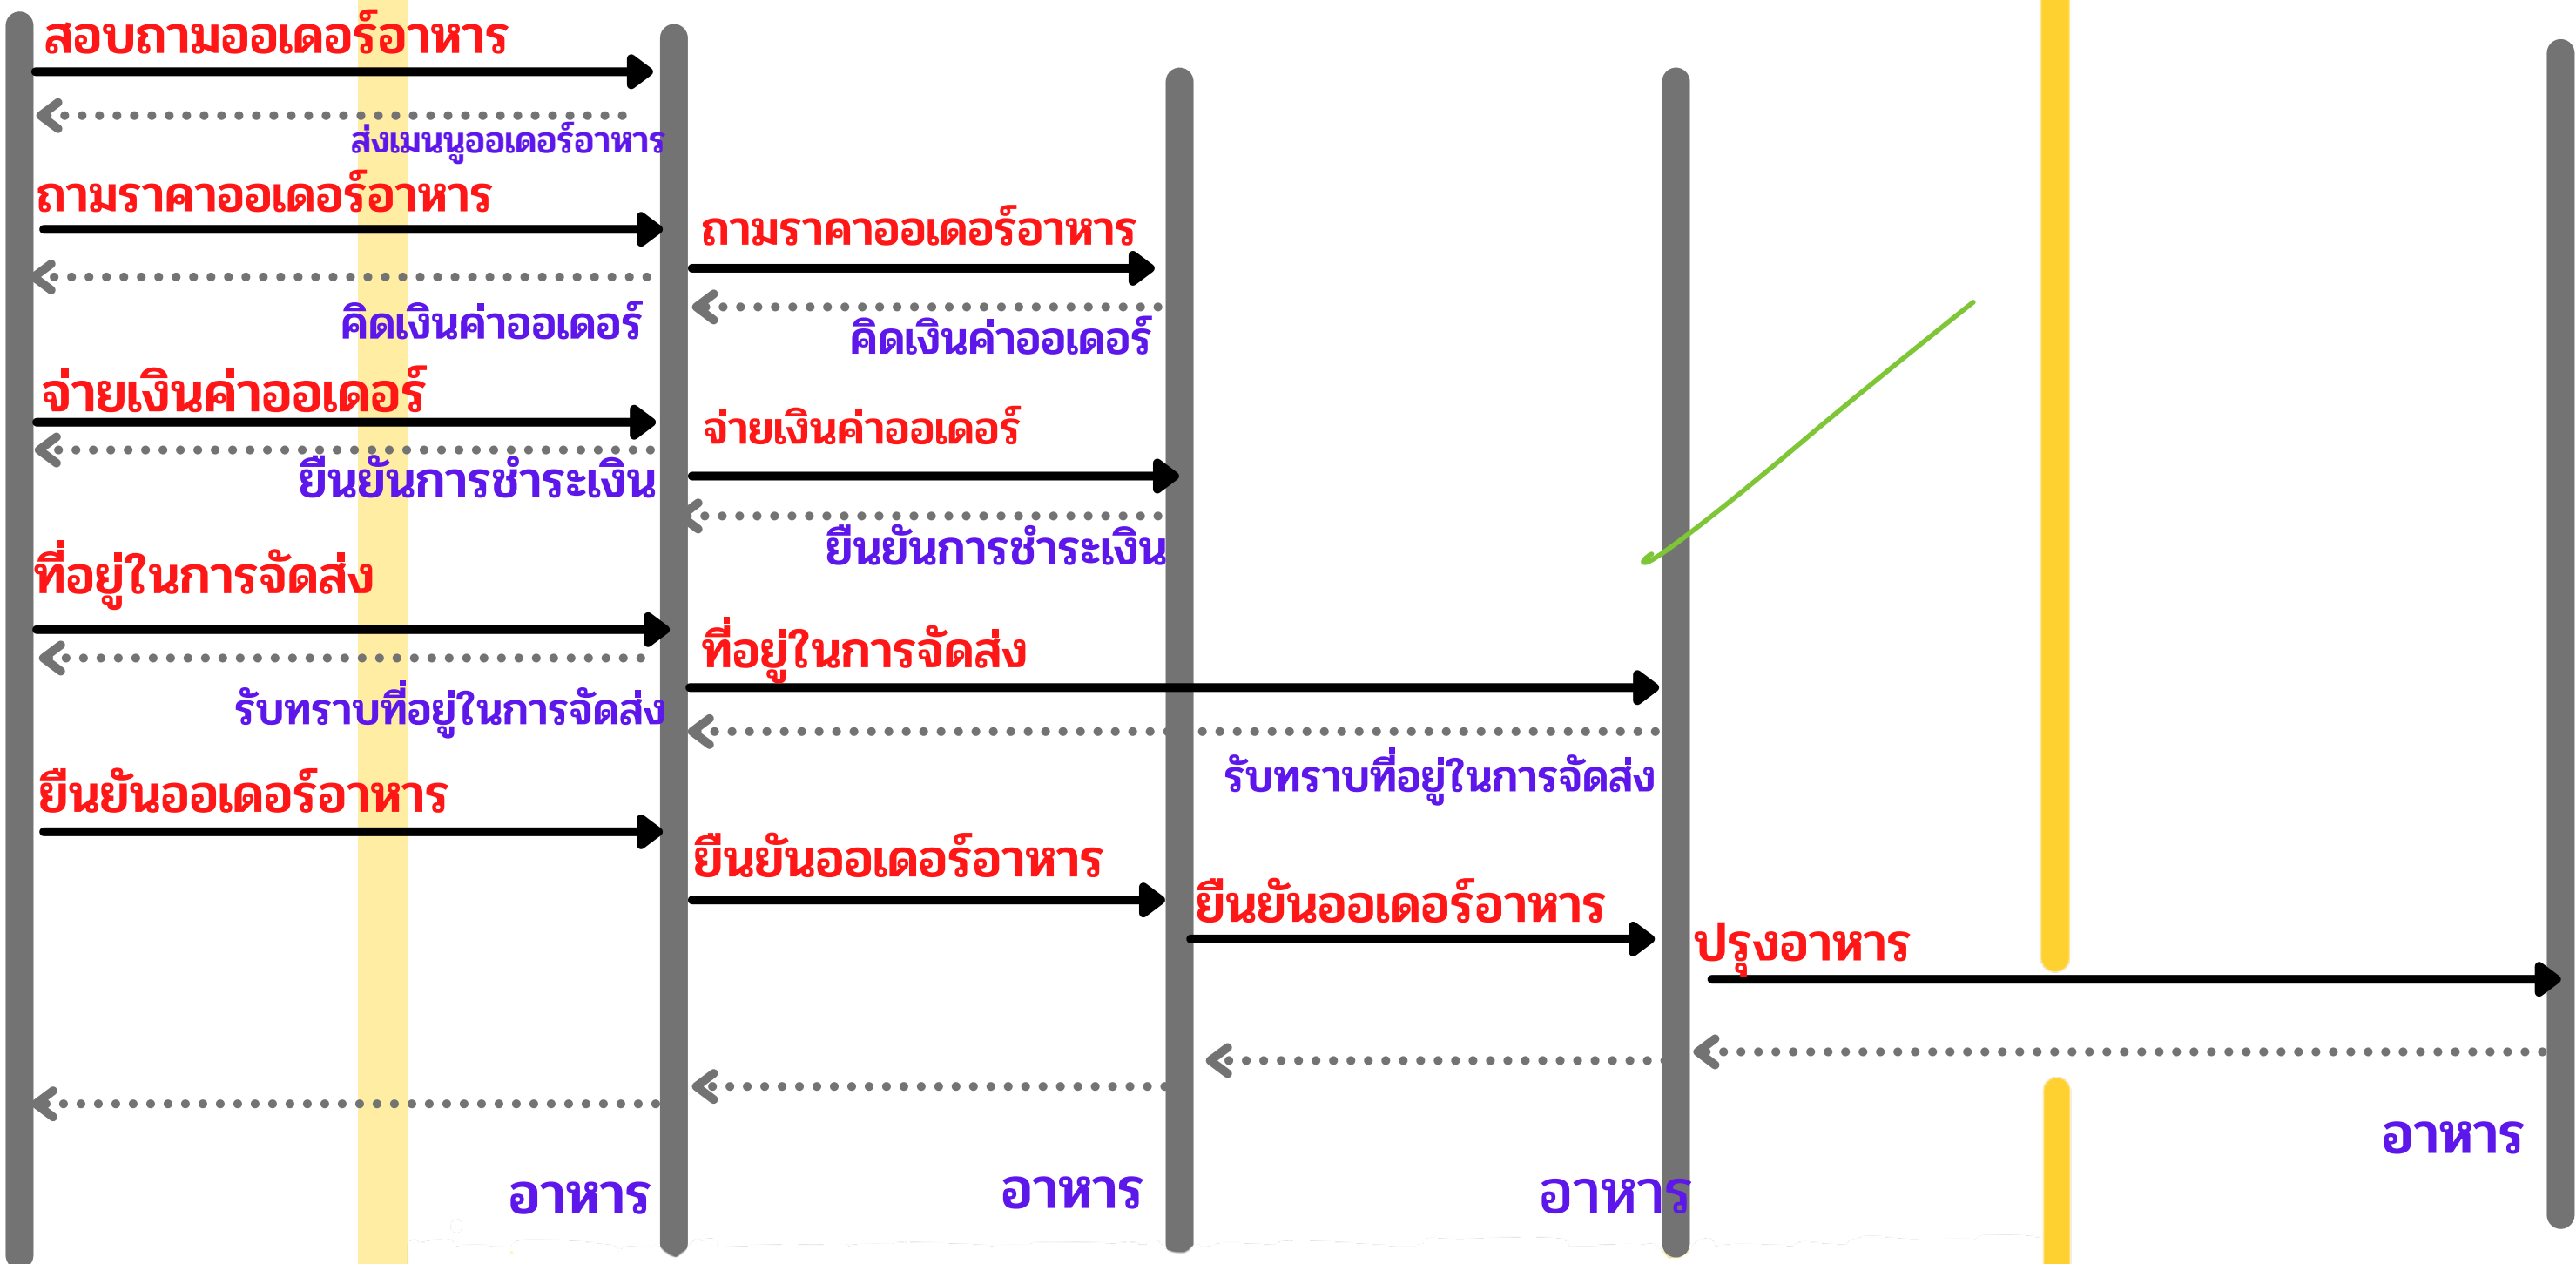 สอบถามออเดอร์อาหาร
ส่งเมนนูออเดอร์อาหาร
ถามราคาออเดอร์อาหาร
ถามราคาออเดอร์อาหาร
คิดเงินค่าออเดอร์
คิดเงินค่าออเดอร์
จ่ายเงินค่าออเดอร์
จ่ายเงินค่าออเดอร์
ยืนยันการชำระเงิน
ยืนยันการชำระเงิน
ที่อยู่ในการจัดส่ง
ที่อยู่ในการจัดส่ง
รับทราบที่อยู่ในการจัดส่ง
รับทราบที่อยู่ในการจัดส่ง
ยืนยันออเดอร์อาหาร
ยืนยันออเดอร์อาหาร
ยืนยันออเดอร์อาหาร
ปรุงอาหาร
อาหาร
อาหาร
อาหาร
อาหาร